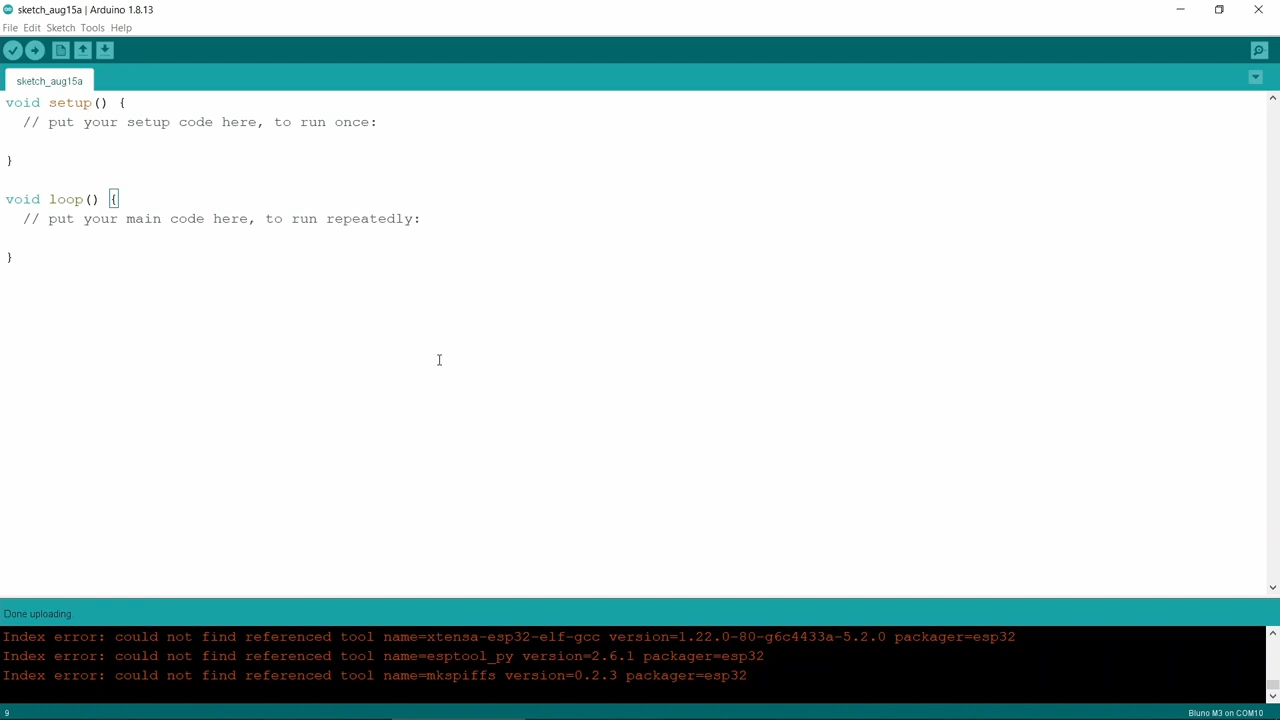 sketch_aug15a | Arduino 1.8.13
File Edit Sketch Tools Help
sketch_aug15a
void setup() {
  // put your setup code here, to run once:
}
void loop() {
  // put your main code here, to run repeatedly:
}
Done uploading.
Index error: could not find referenced tool name=xtensa-esp32-elf-gcc version=1.22.0-80-g6c4433a-5.2.0 packager=esp32
Index error: could not find referenced tool name=esptool_py version=2.6.1 packager=esp32
Index error: could not find referenced tool name=mkspiffs version=0.2.3 packager=esp32
9 Bluno M3 on COM10